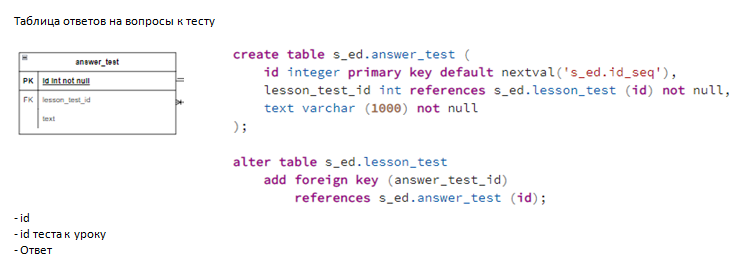 Таблица ответов на вопросы к тесту
answer_test
PK id int not null
FK lesson_test_id
text
create table s_ed.answer_test (
id integer primary key default nextval('s_ed.id_seq'),
lesson_test_id int references s_ed.lesson_test (id) not null,
text varchar (1000) not null
);
alter table s_ed.lesson_test
add foreign key (answer_test_id)
references s_ed.answer_test (id);
- id
- id теста к уроку
- Ответ